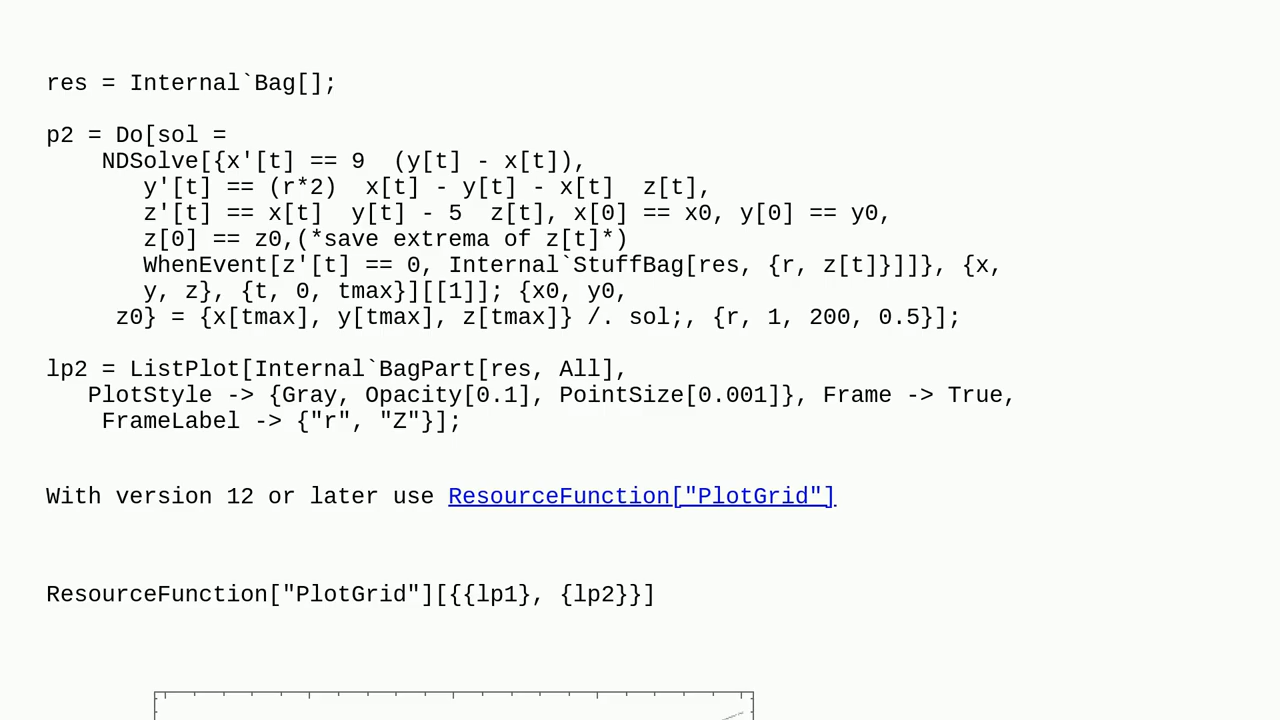 res = Internal`Bag[];
p2 = Do[sol =
NDSolve[{x'[t] == 9  (y[t] - x[t]),
y'[t] == (r*2)  x[t] - y[t] - x[t]  z[t],
z'[t] == x[t]  y[t] - 5  z[t], x[0] == x0, y[0] == y0,
z[0] == z0,(*save extrema of z[t]*)
WhenEvent[z'[t] == 0, Internal`StuffBag[res, {r, z[t]}]]}, {x,
y, z}, {t, 0, tmax}][[1]]; {x0, y0,
z0} = {x[tmax], y[tmax], z[tmax]} /. sol;, {r, 1, 200, 0.5}];
lp2 = ListPlot[Internal`BagPart[res, All],
PlotStyle -> {Gray, Opacity[0.1], PointSize[0.001]}, Frame -> True,
FrameLabel -> {"r", "Z"}];
With version 12 or later use ResourceFunction["PlotGrid"]
ResourceFunction["PlotGrid"][{{lp1}, {lp2}}]